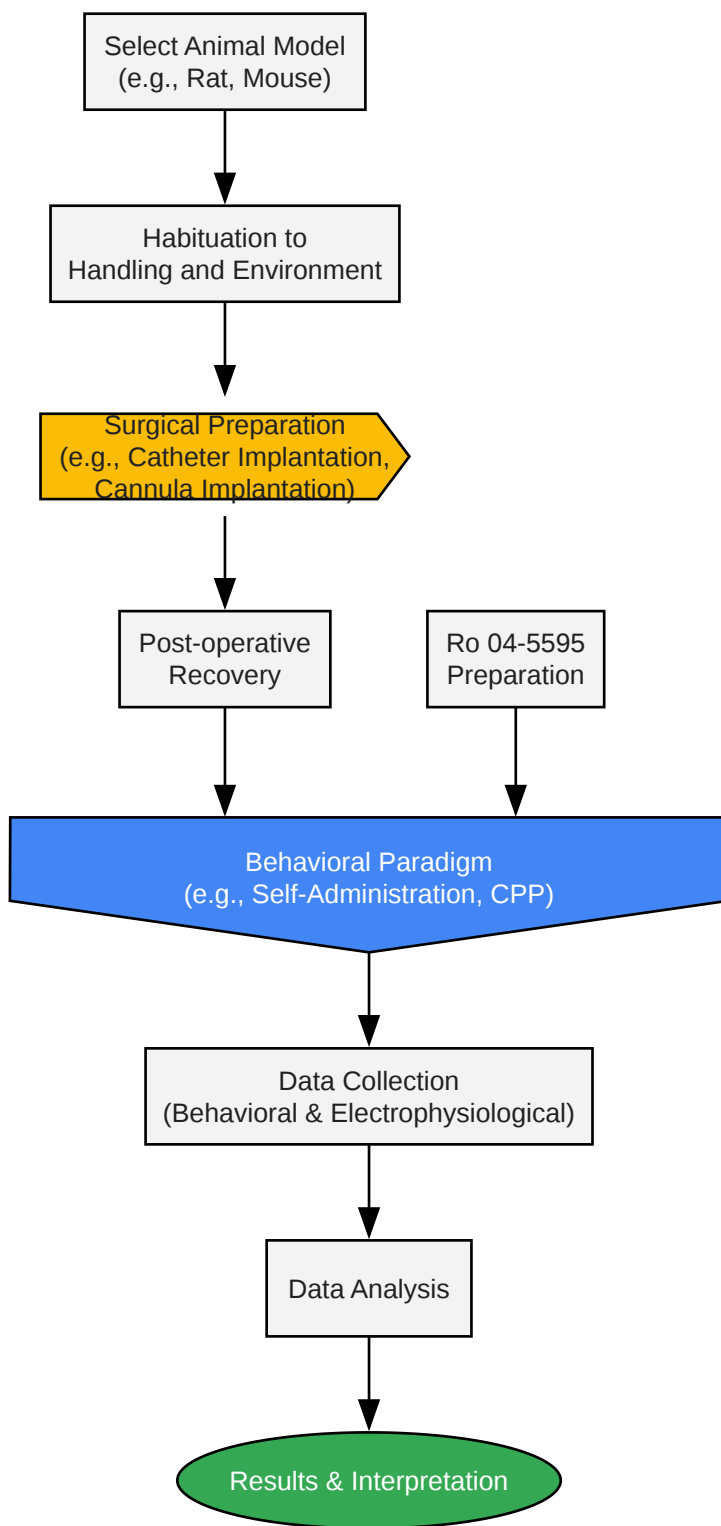 Select Animal Model
(e.g., Rat, Mouse)
Habituation to
Handling and Environment
Surgical Preparation
(e.g., Catheter Implantation,
Cannula Implantation)
Post-operative
Recovery
Ro 04-5595
Preparation
Behavioral Paradigm
(e.g., Self-Administration, CPP)
Data Collection
(Behavioral & Electrophysiological)
Data Analysis
Results & Interpretation